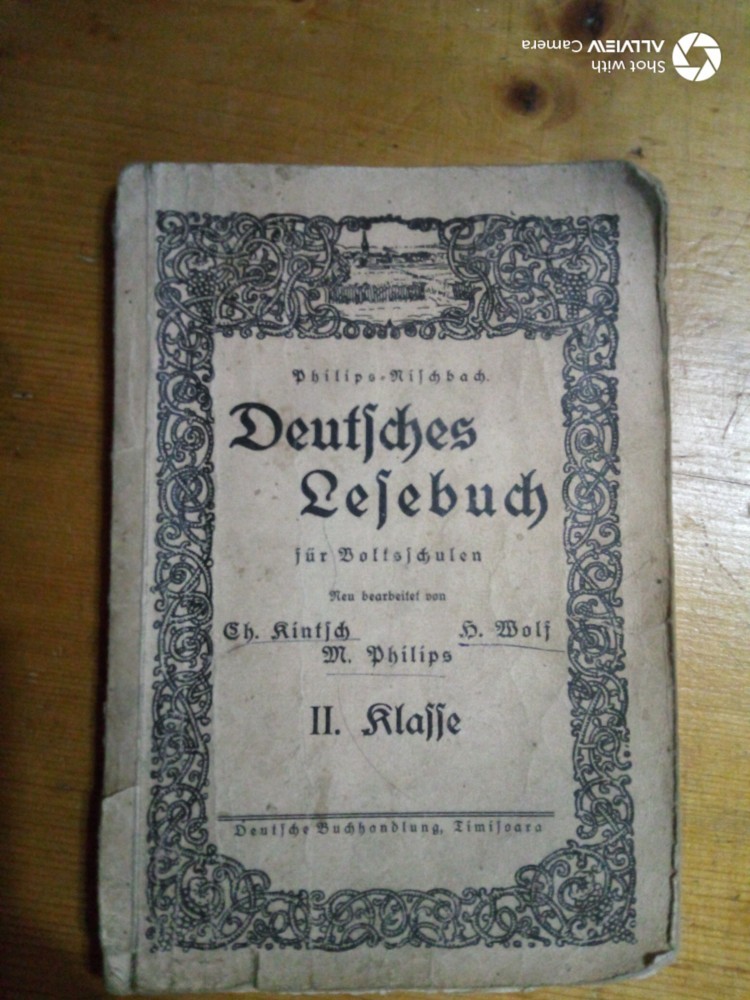 Shot with
ALLVIEW Camera
Philips-Nischbach.
Deutsches
Lesebuch
für Volksschulen
Neu bearbeitet von
Ch. Kintsch H. Wolf
M. Philips
II. Klasse
Deutsche Buchhandlung, Timisoara